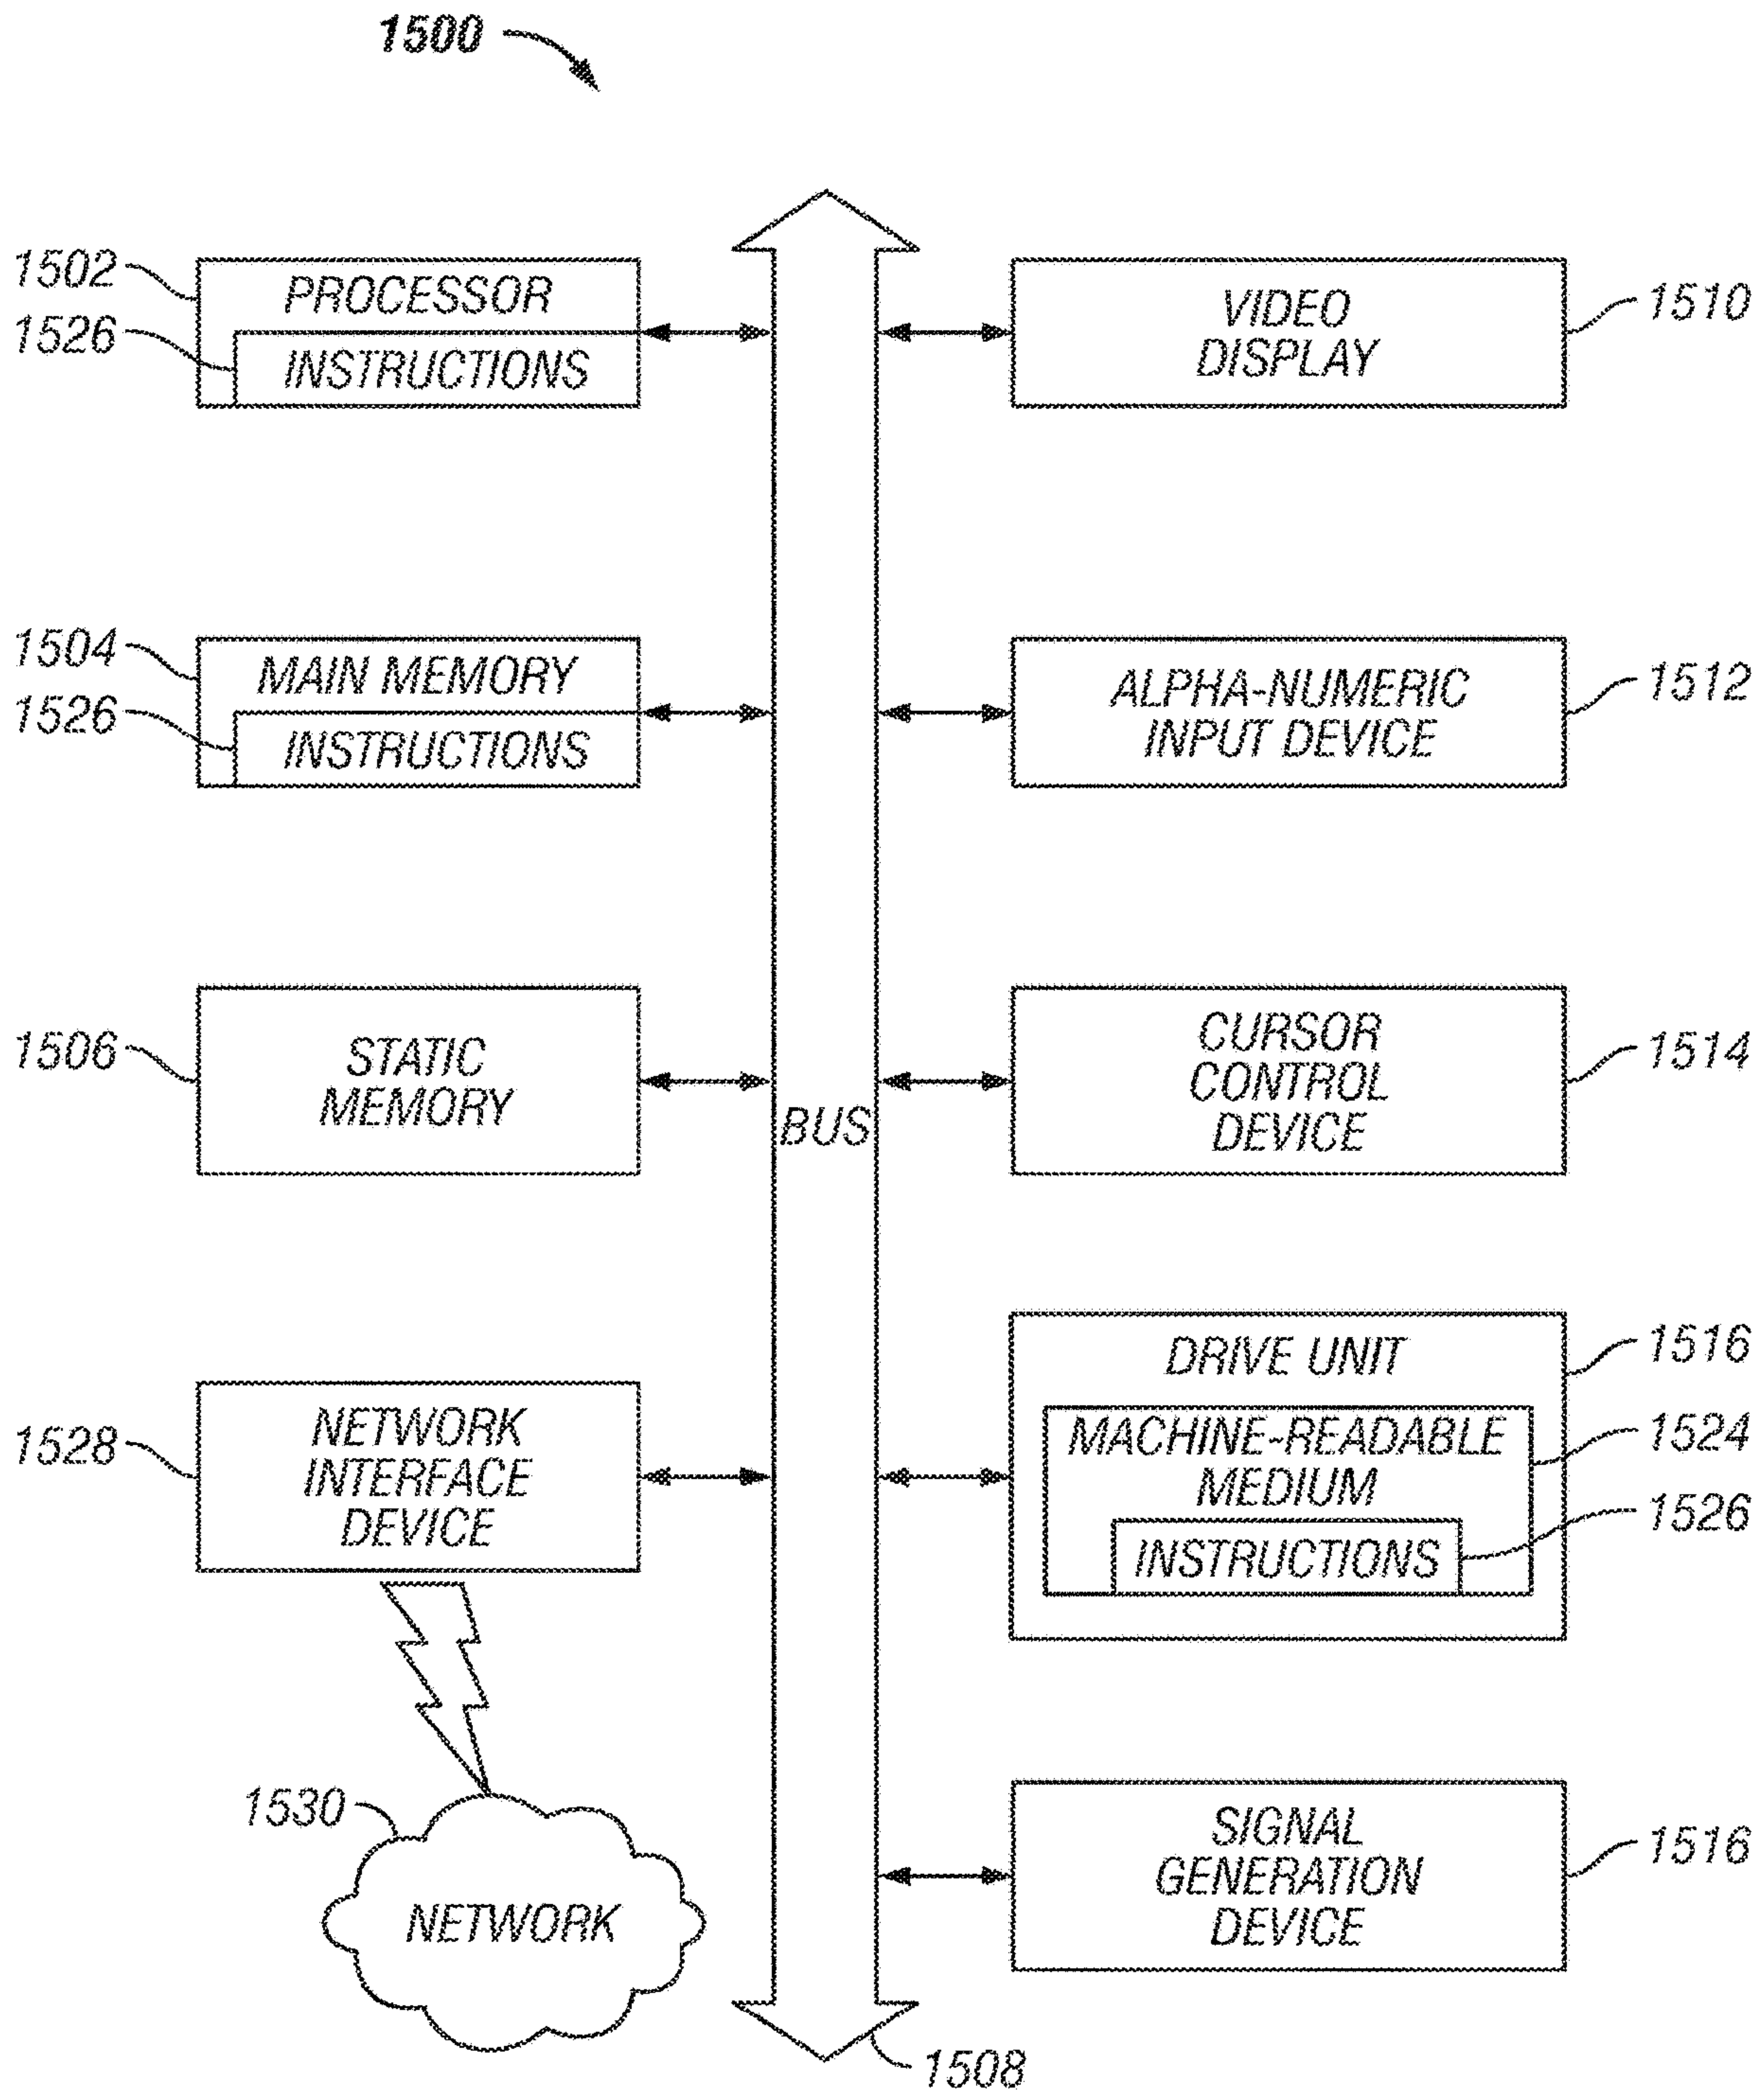 1500
1502
PROCESSOR
1526
INSTRUCTIONS
1504
MAIN MEMORY
1526
INSTRUCTIONS
1506
STATIC
MEMORY
1528
NETWORK
INTERFACE
DEVICE
1530
NETWORK
BUS
1508
VIDEO
DISPLAY
1510
ALPHA-NUMERIC
INPUT DEVICE
1512
CURSOR
CONTROL
DEVICE
1514
DRIVE UNIT
1516
MACHINE-READABLE
MEDIUM
1524
INSTRUCTIONS
1526
SIGNAL
GENERATION
DEVICE
1516